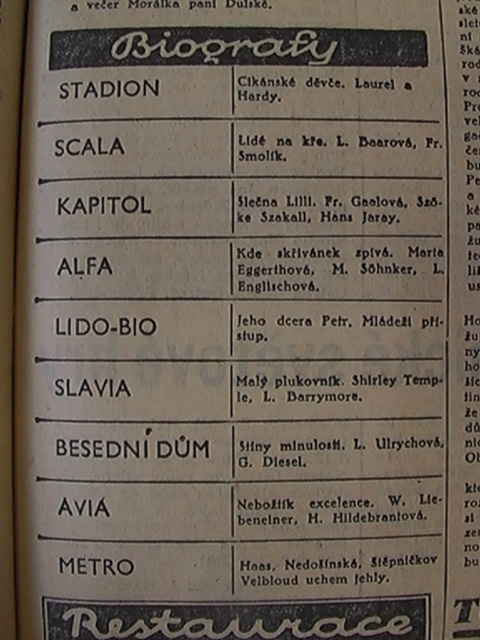 a večer Morálka paní Dulské.
Biografy
STADION
Cikánské děvče. Laurel a
Hardy.
SCALA
Lidé na kře. L. Baarová, Fr.
Smolík.
KAPITOL
Slečna Lilli. Fr. Gaalová, Szö-
ke Szakall, Hans Jaray.
ALFA
Kde skřivánek zpívá. Marta
Eggerthová, M. Söhnker, L.
Englischová.
LIDO-BIO
Jeho dcera Petr. Mládeži pří-
stup.
SLAVIA
Malý plukovník. Shirley Temp-
le, L. Barrymore.
BESEDNÍ DŮM
Stíny minulosti. L. Ulrychová,
G. Diesel.
AVIA
Nebožtík excelence. W. Lie-
beneiner, H. Hildebrantová.
METRO
Haas, Nedošínská, Štěpničkov
Velbloud uchem jehly.
Restaurace